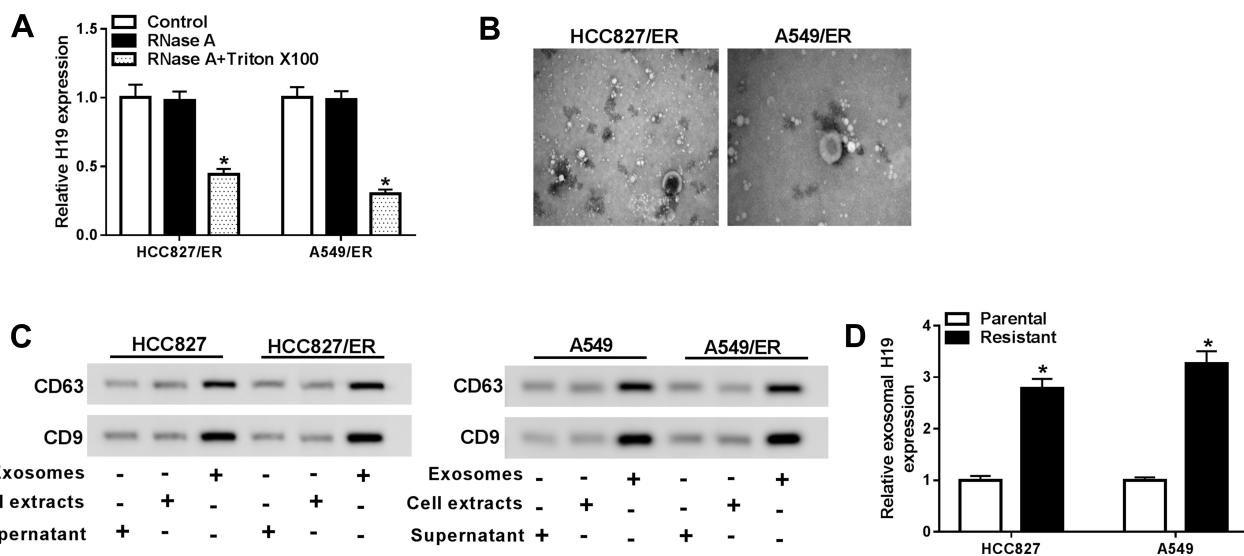 A
Control
RNase A
RNase A+Triton X100
Relative H19 expression
1.5
1.0
0.5
0.0
*
*
HCC827/ER
A549/ER
B
HCC827/ER
A549/ER
C
HCC827
HCC827/ER
CD63
CD9
xosomes - - + - - +
l extracts - + - - + -
pernatant + - - + - -
A549
A549/ER
CD63
CD9
Exosomes - - + - - +
Cell extracts - + - - + -
Supernatant + - - + - -
D
Parental
Resistant
Relative exosomal H19
expression
4
3
2
1
0
*
*
HCC827
A549